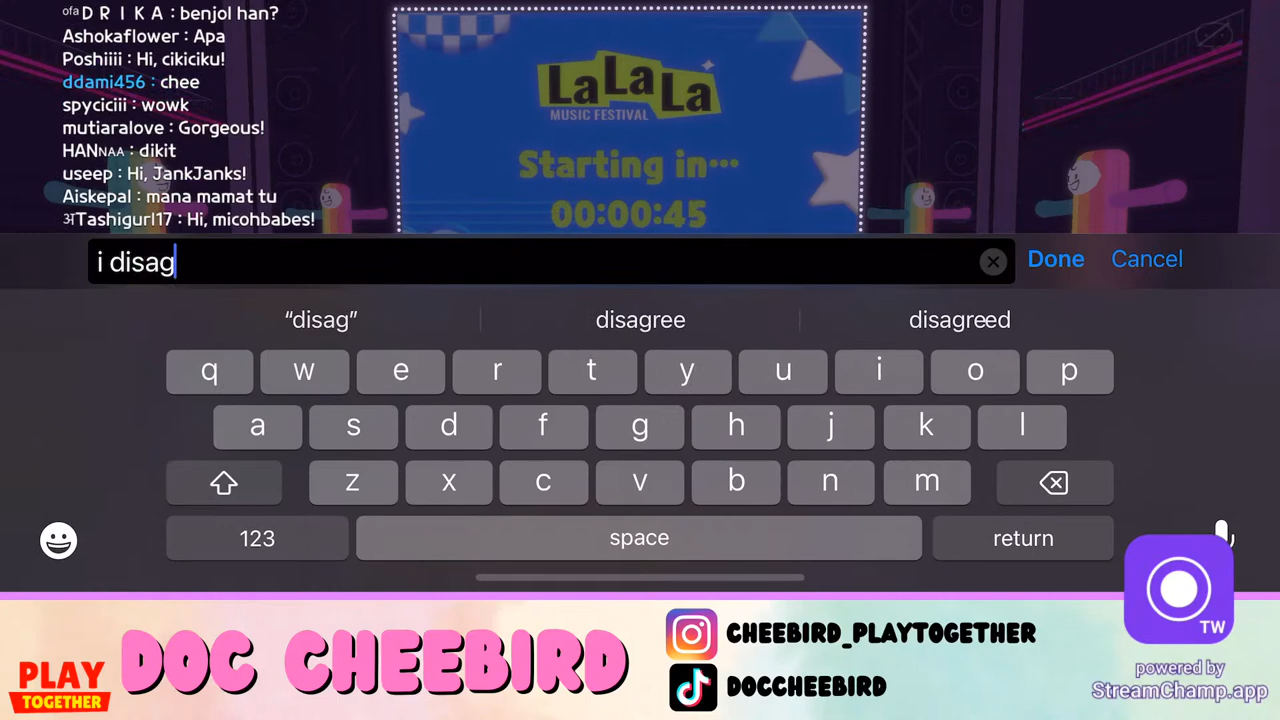 ofa D R I K A : benjol han?
Ashokaflower : Apa
Poshiiii : Hi, cikiciku!
ddami456 : chee
spyciciii : wowk
mutiaralove : Gorgeous!
HANNAA : dikit
useep : Hi, JankJanks!
Aiskepal : mana mamat tu
अTashigurl17 : Hi, micohbabes!
LaLaLa
MUSIC FESTIVAL
Starting in...
00:00:45
i disag
Done
Cancel
“disag”
disagree
disagreed
q w e r t y u i o p
a s d f g h j k l
z x c v b n m
123
space
return
TW
powered by
StreamChamp.app
PLAY
TOGETHER
DOC CHEEBIRD
CHEEBIRD_PLAYTOGETHER
DOCCHEEBIRD